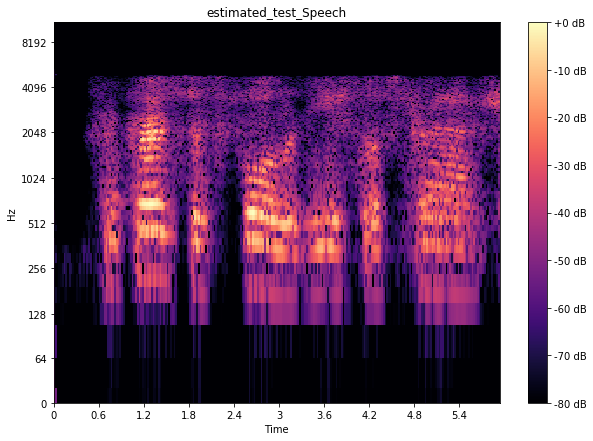 estimated_test_Speech
Hz
8192
4096
2048
1024
512
256
128
64
0
0 0.6 1.2 1.8 2.4 3 3.6 4.2 4.8 5.4
Time
+0 dB
-10 dB
-20 dB
-30 dB
-40 dB
-50 dB
-60 dB
-70 dB
-80 dB